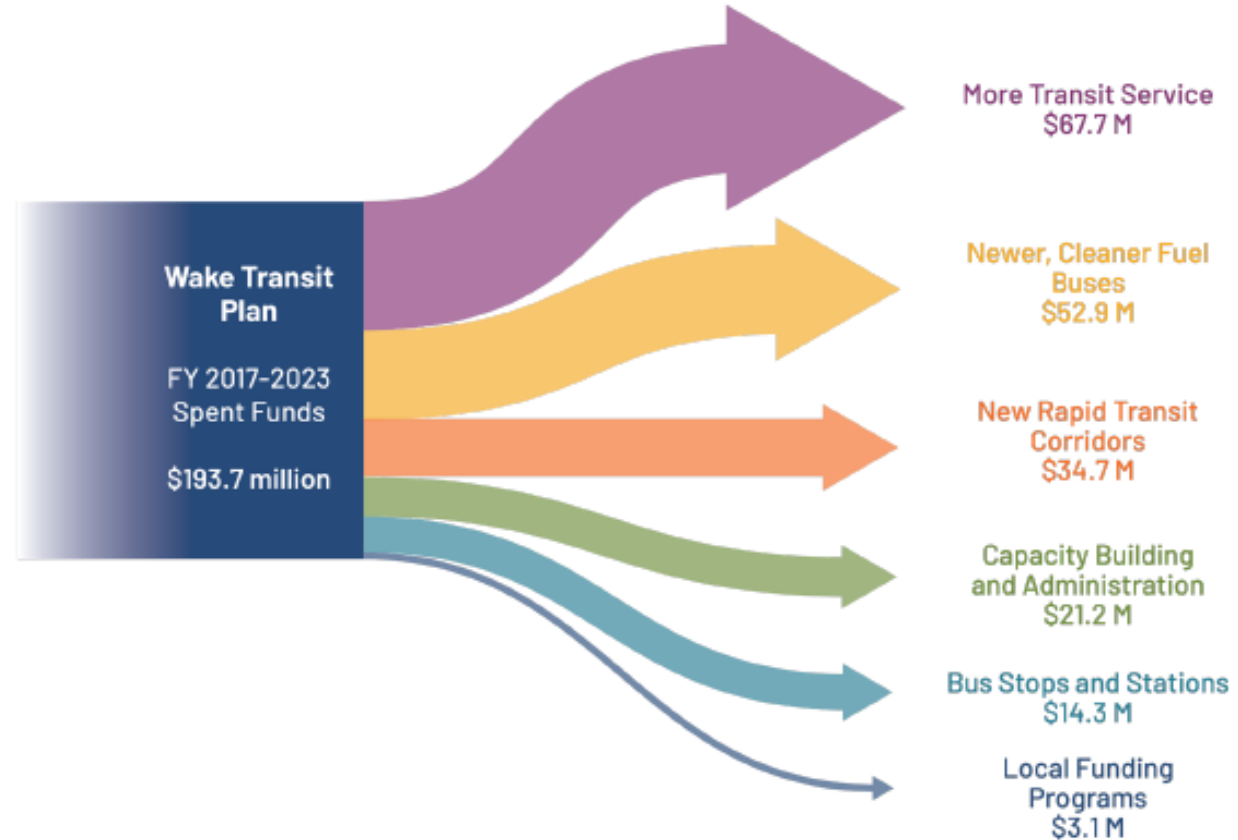 Wake Transit
Plan
FY 2017-2023
Spent Funds
$193.7 million
More Transit Service
$67.7 M
Newer, Cleaner Fuel
Buses
$52.9 M
New Rapid Transit
Corridors
$34.7 M
Capacity Building
and Administration
$21.2 M
Bus Stops and Stations
$14.3 M
Local Funding
Programs
$3.1 M